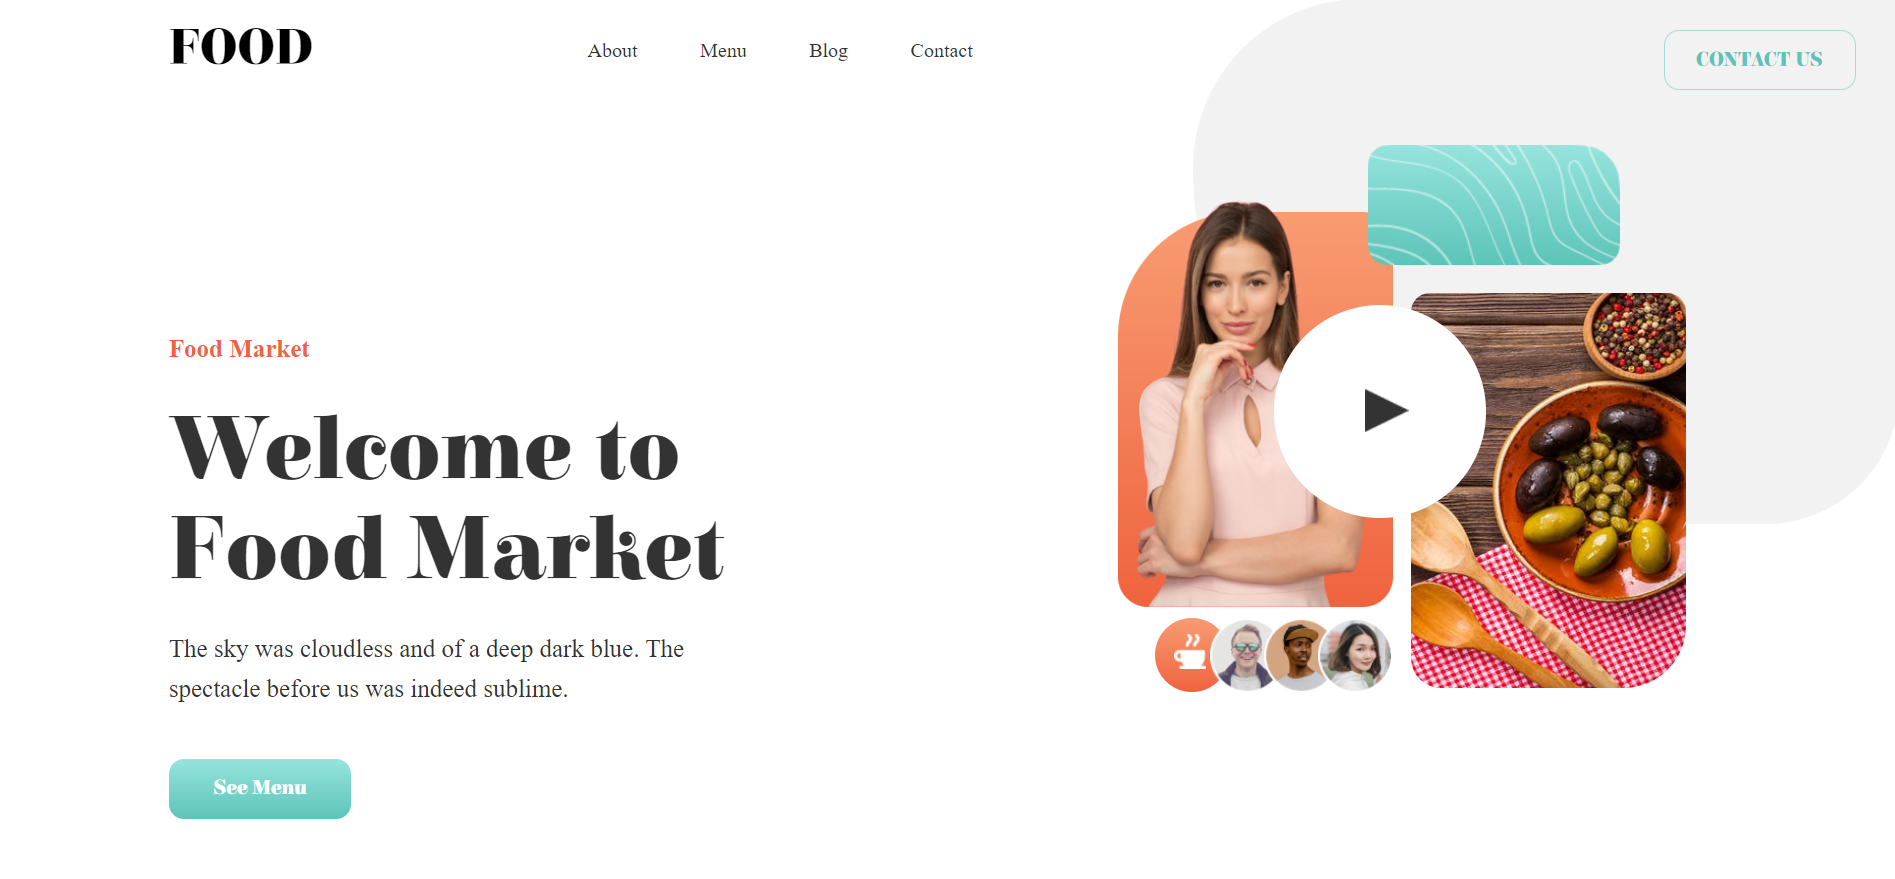 FOOD
About
Menu
Blog
Contact
CONTACT US
Food Market
Welcome to
Food Market
The sky was cloudless and of a deep dark blue. The
spectacle before us was indeed sublime.
See Menu